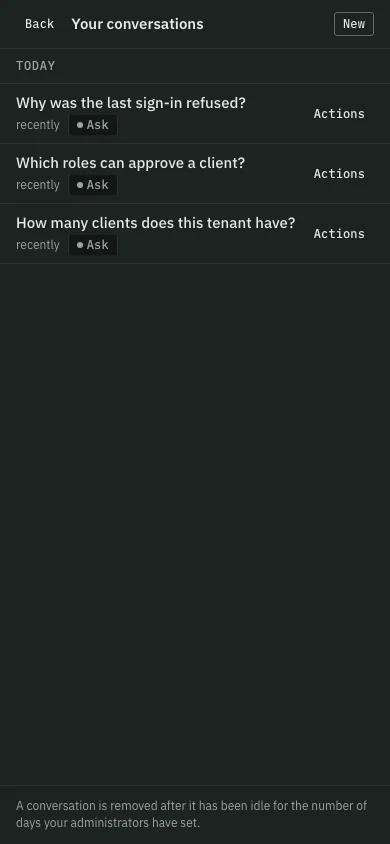 Back Your conversations New
TODAY
Why was the last sign-in refused?
recently Ask
Actions
Which roles can approve a client?
recently Ask
Actions
How many clients does this tenant have?
recently Ask
Actions
A conversation is removed after it has been idle for the number of
days your administrators have set.